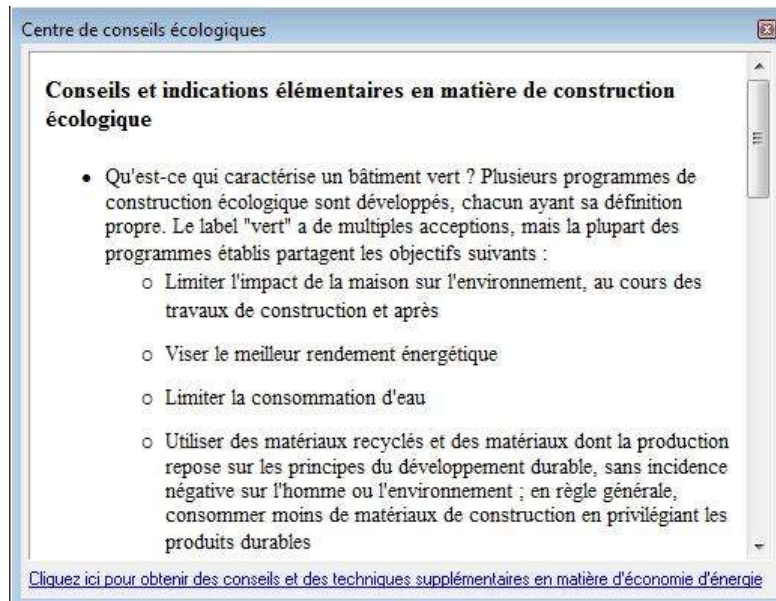 Centre de conseils écologiques
Conseils et indications élémentaires en matière de construction
écologique
• Qu'est-ce qui caractérise un bâtiment vert ? Plusieurs programmes de
construction écologique sont développés, chacun ayant sa définition
propre. Le label "vert" a de multiples acceptions, mais la plupart des
programmes établis partagent les objectifs suivants :
o Limiter l'impact de la maison sur l'environnement, au cours des
travaux de construction et après
o Viser le meilleur rendement énergétique
o Limiter la consommation d'eau
o Utiliser des matériaux recyclés et des matériaux dont la production
repose sur les principes du développement durable, sans incidence
négative sur l'homme ou l'environnement ; en règle générale,
consommer moins de matériaux de construction en privilégiant les
produits durables
Cliquez ici pour obtenir des conseils et des techniques supplémentaires en matière d'économie d'énergie